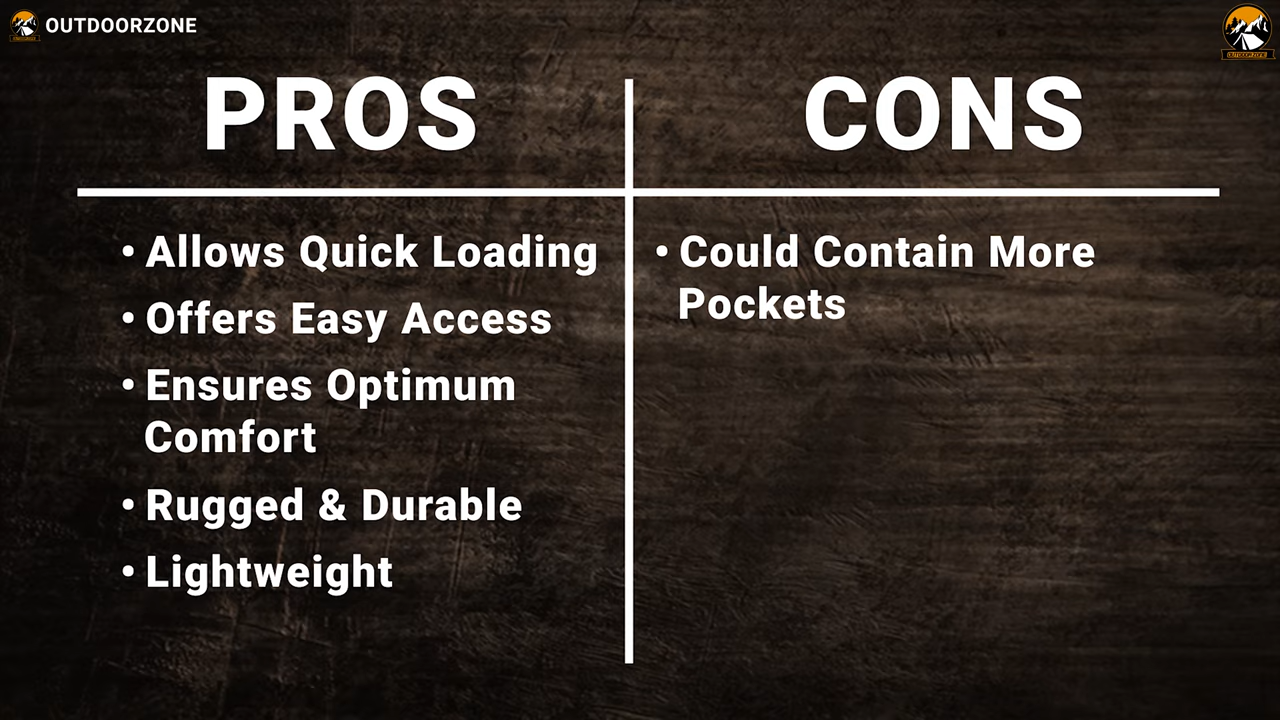 OUTDOORZONE
OUTDOORZONE
PROS
CONS
• Allows Quick Loading
• Offers Easy Access
• Ensures Optimum
Comfort
• Rugged & Durable
• Lightweight
• Could Contain More
Pockets